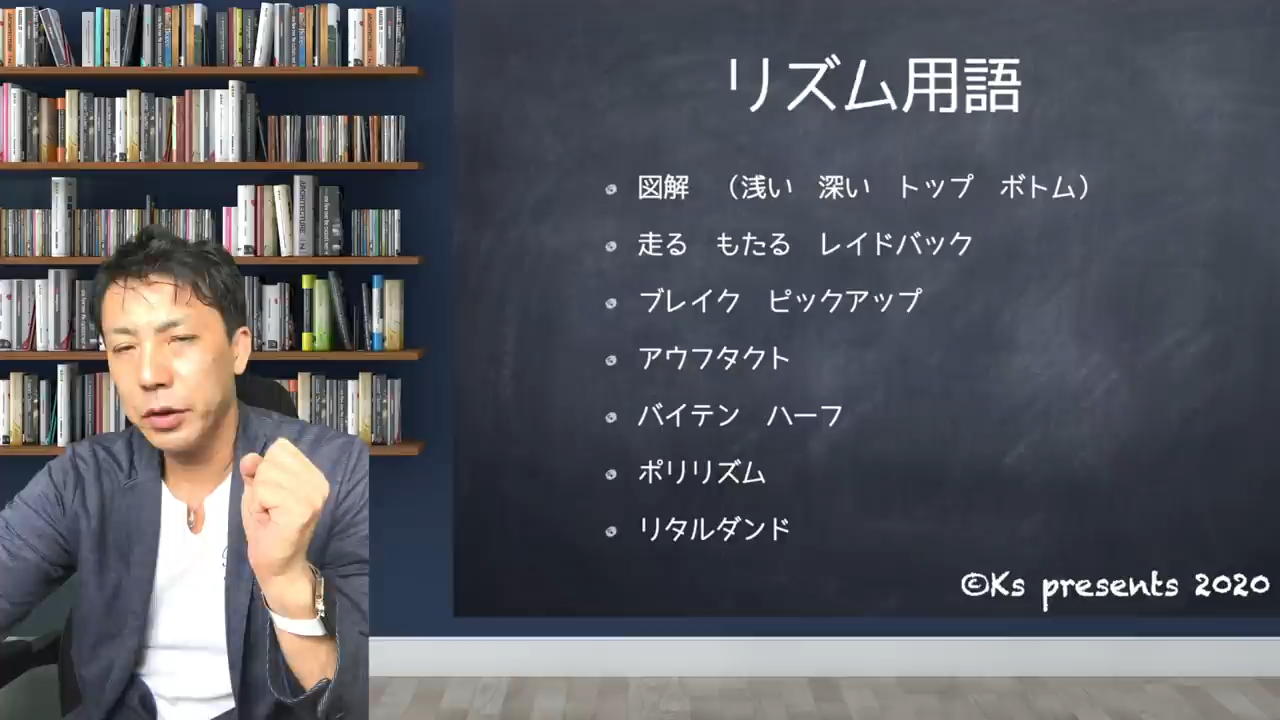 リズム用語
図解　（浅い　深い　トップ　ボトム）
走る　もたる　レイドバック
ブレイク　ピックアップ
アウフタクト
バイテン　ハーフ
ポリリズム
リタルダンド
©Ks presents 2020